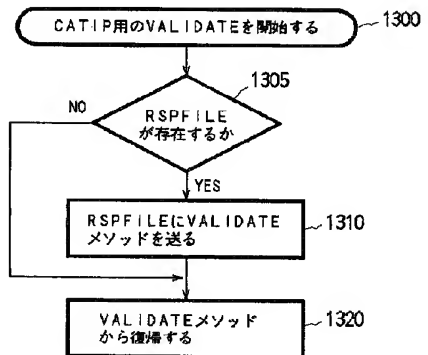 CATIP用のVALIDATEを開始する
1300
1305
RSPFILE
が存在するか
NO
YES
RSPFILEにVALIDATE
メソッドを送る
1310
VALIDATEメソッド
から復帰する
1320